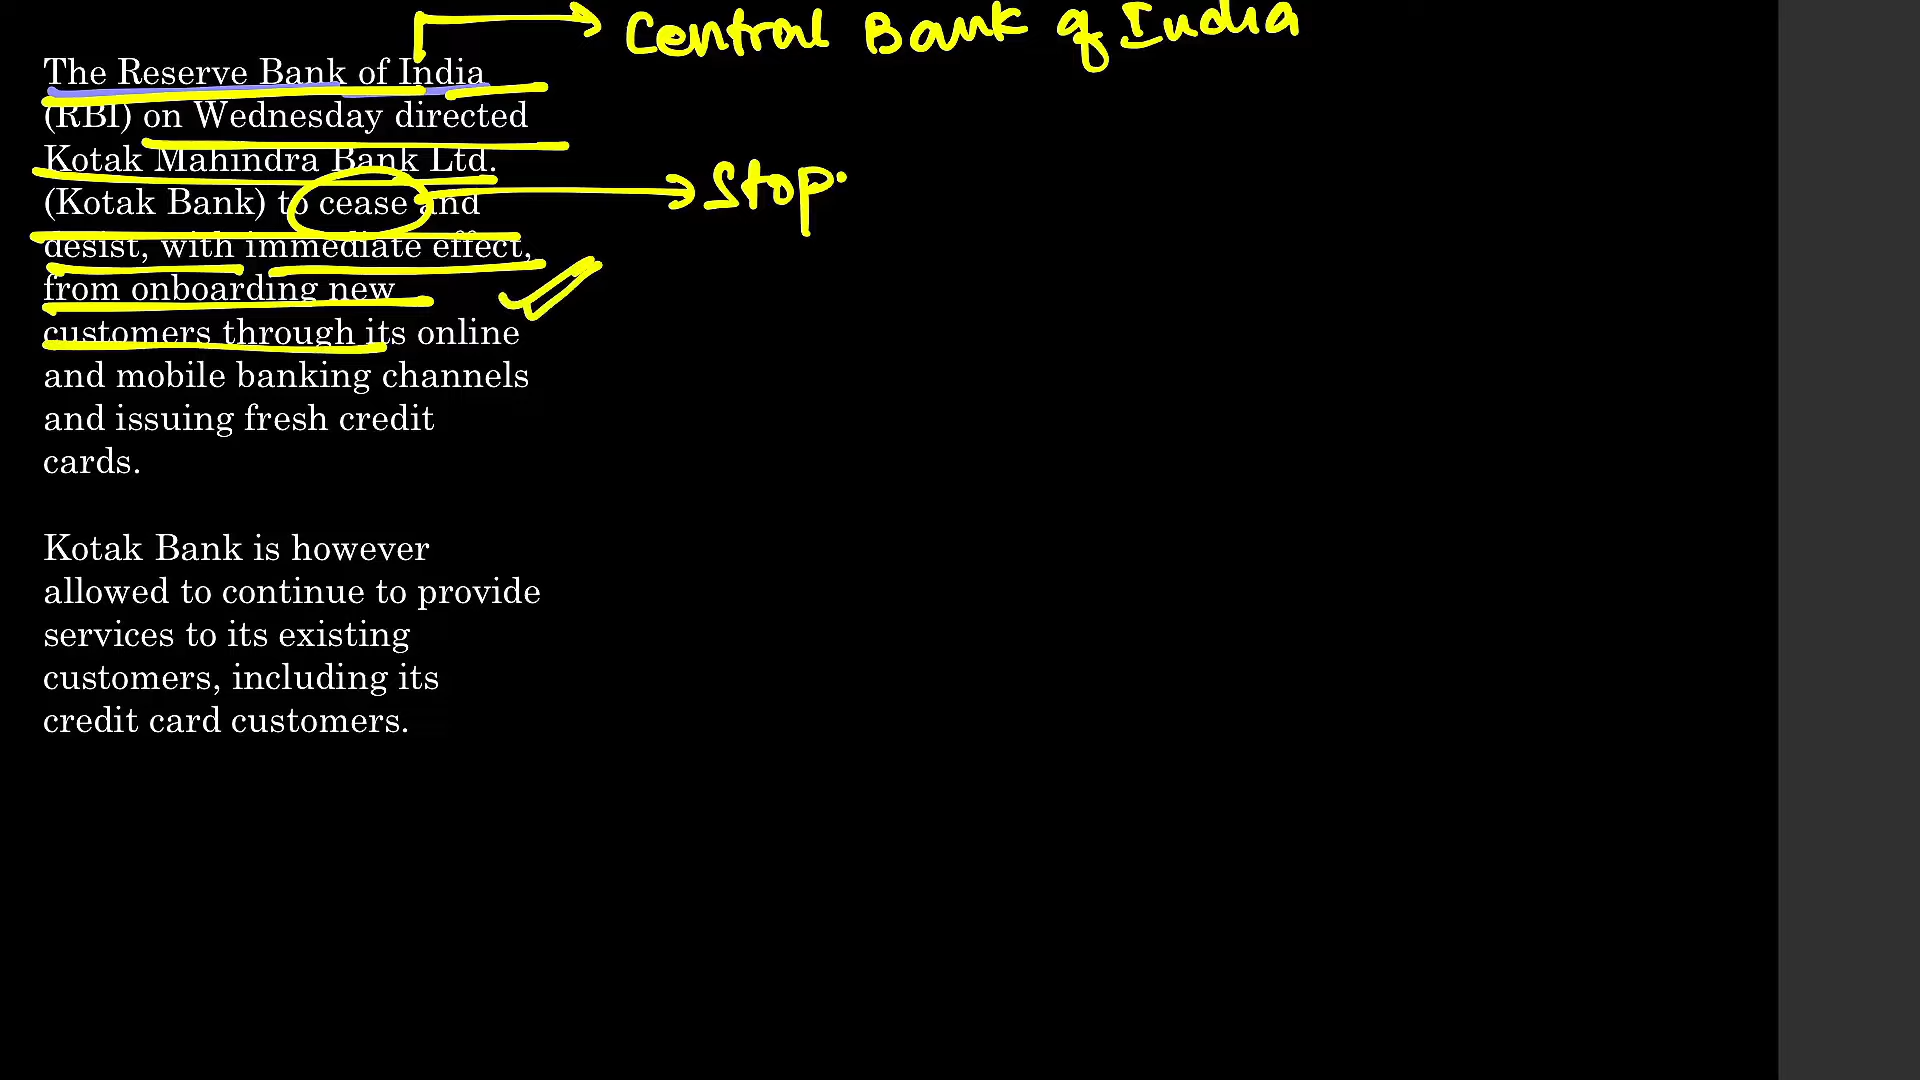 Central Bank of India
The Reserve Bank of India
(RBI) on Wednesday directed
Kotak Mahindra Bank Ltd.
(Kotak Bank) to cease and
Stop.
desist, with immediate effect,
from onboarding new
customers through its online
and mobile banking channels
and issuing fresh credit
cards.
Kotak Bank is however
allowed to continue to provide
services to its existing
customers, including its
credit card customers.